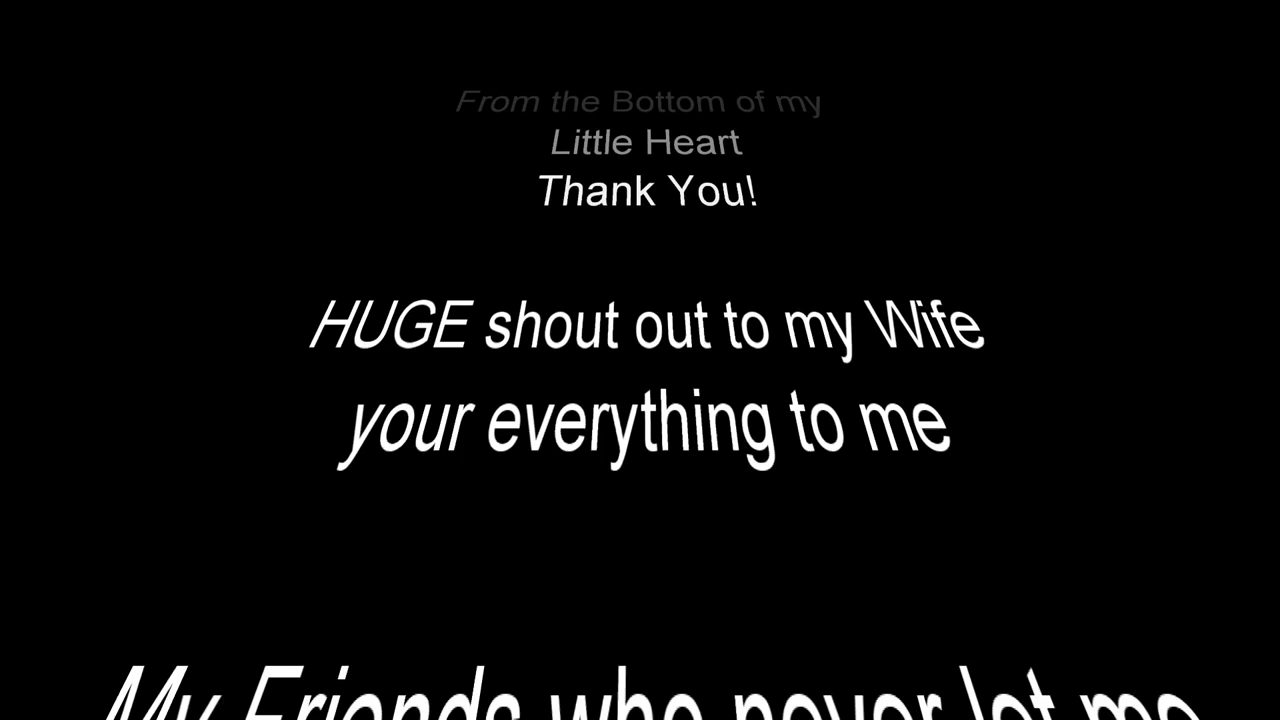 From the Bottom of my
Little Heart
Thank You!
HUGE shout out to my Wife
your everything to me
My Friends who never let me